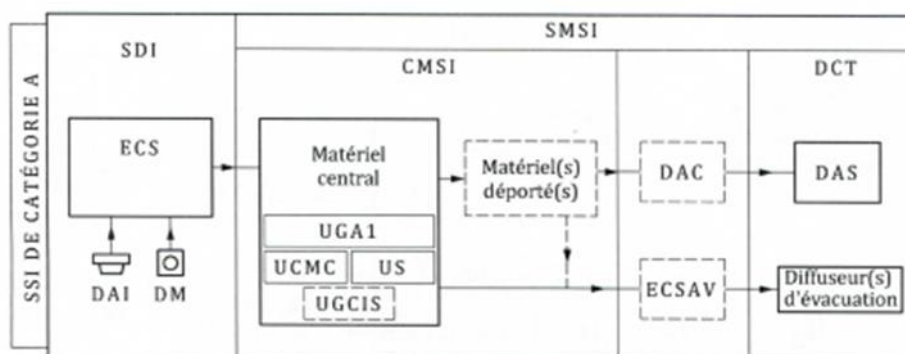 SSI DE CATÉGORIE A
SDI
SMSI
CMSI
DCT
ECS
Matériel
central
Matériel(s)
déporté(s)
DAC
DAS
UGA1
UCMC
US
UGCIS
DAI
DM
ECSAV
Diffuseur(s)
d'évacuation